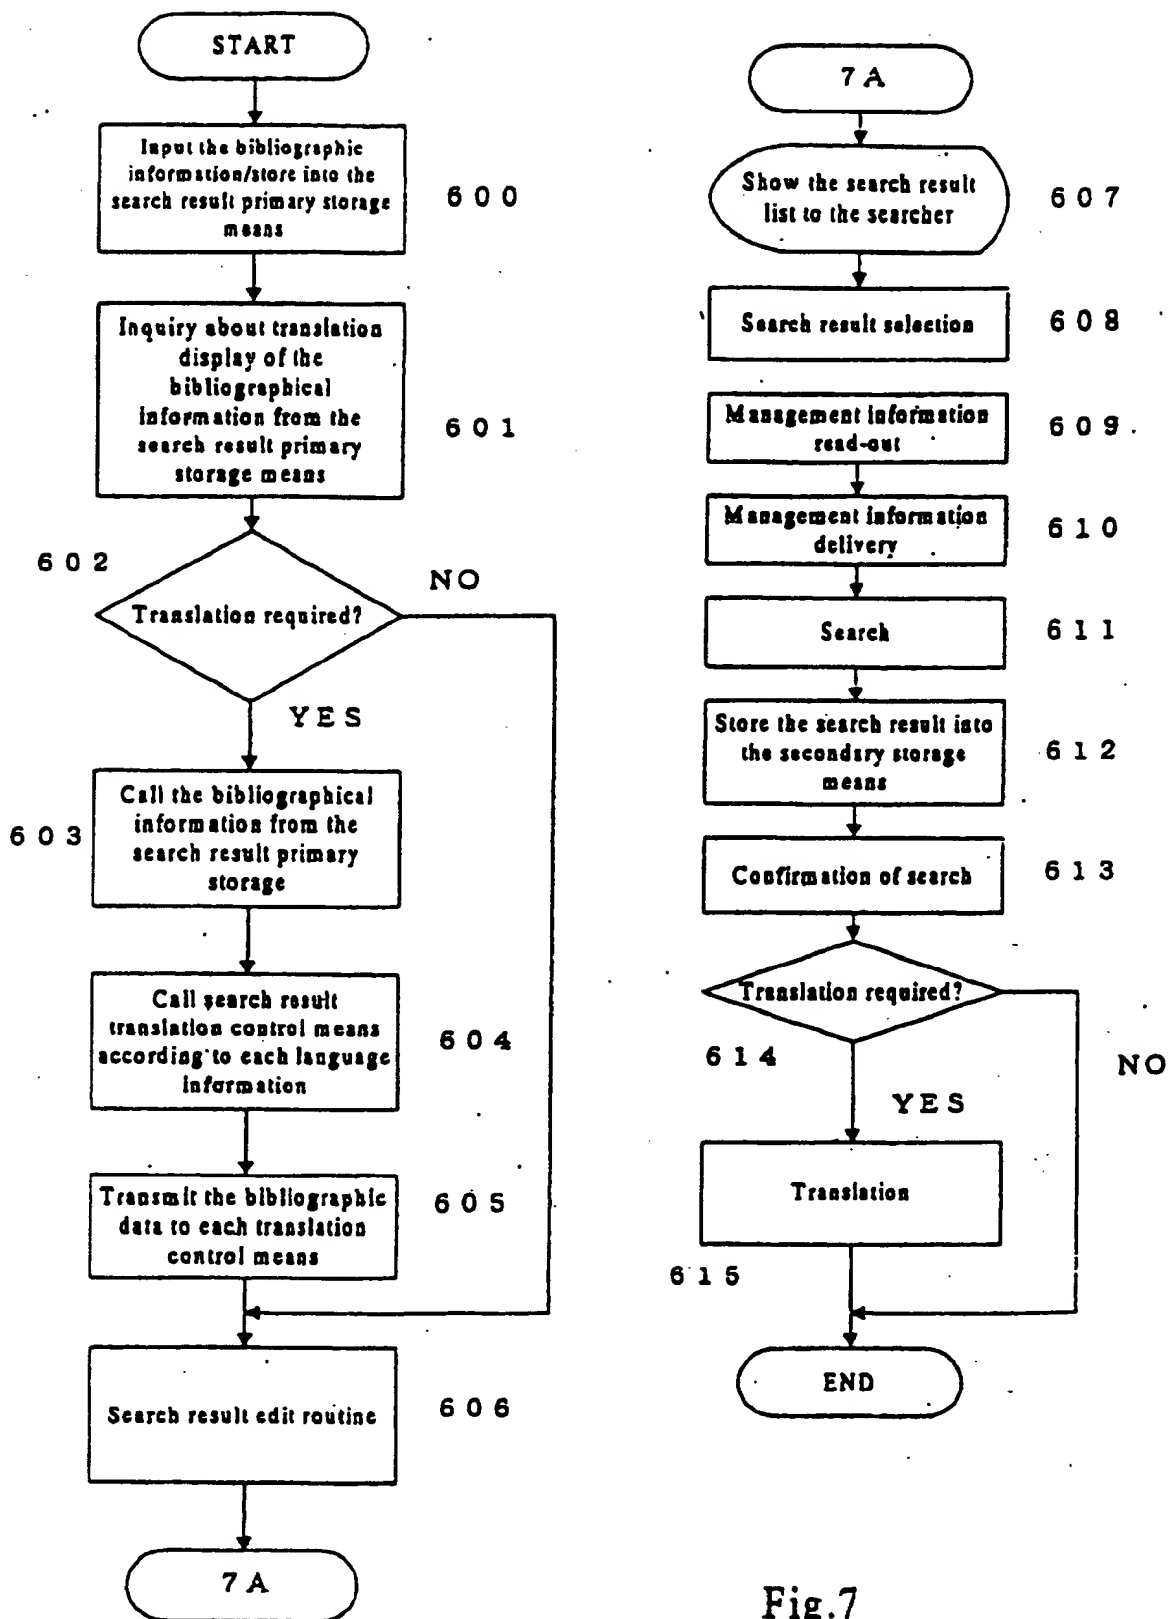 START
Input the bibliographic
information/store into the
search result primary storage
means
600
Inquiry about translation
display of the
bibliographical
information from the
search result primary
storage means
601
602
Translation required?
NO
YES
Call the bibliographical
information from the
search result primary
storage
603
Call search result
translation control means
according to each language
information
604
Transmit the bibliographic
data to each translation
control means
605
Search result edit routine
606
7A
7A
Show the search result
list to the searcher
607
Search result selection
608
Management information
read-out
609
Management information
delivery
610
Search
611
Store the search result into
the secondary storage
means
612
Confirmation of search
613
Translation required?
614
NO
YES
Translation
615
END
Fig.7